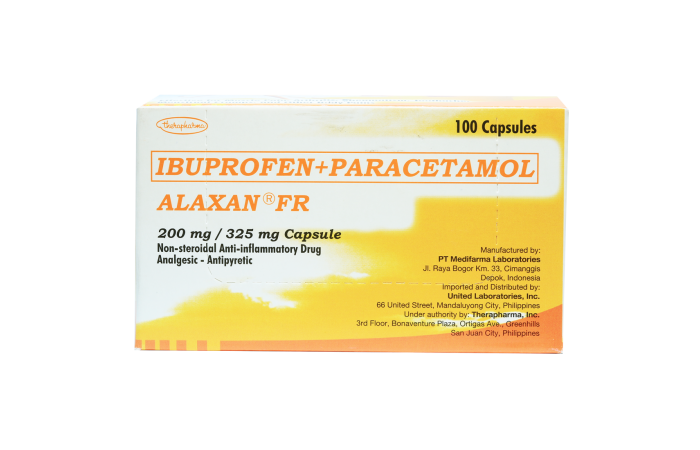 Therapharma
100 Capsules
IBUPROFEN+PARACETAMOL
ALAXAN®FR
200 mg / 325 mg Capsule
Non-steroidal Anti-inflammatory Drug
Analgesic - Antipyretic
Manufactured by:
PT Medifarma Laboratories
Jl. Raya Bogor Km. 33, Cimanggis
Depok, Indonesia
Imported and Distributed by:
United Laboratories, Inc.
66 United Street, Mandaluyong City, Philippines
Under authority by: Therapharma, Inc.
3rd Floor, Bonaventure Plaza, Ortigas Ave., Greenhills
San Juan City, Philippines